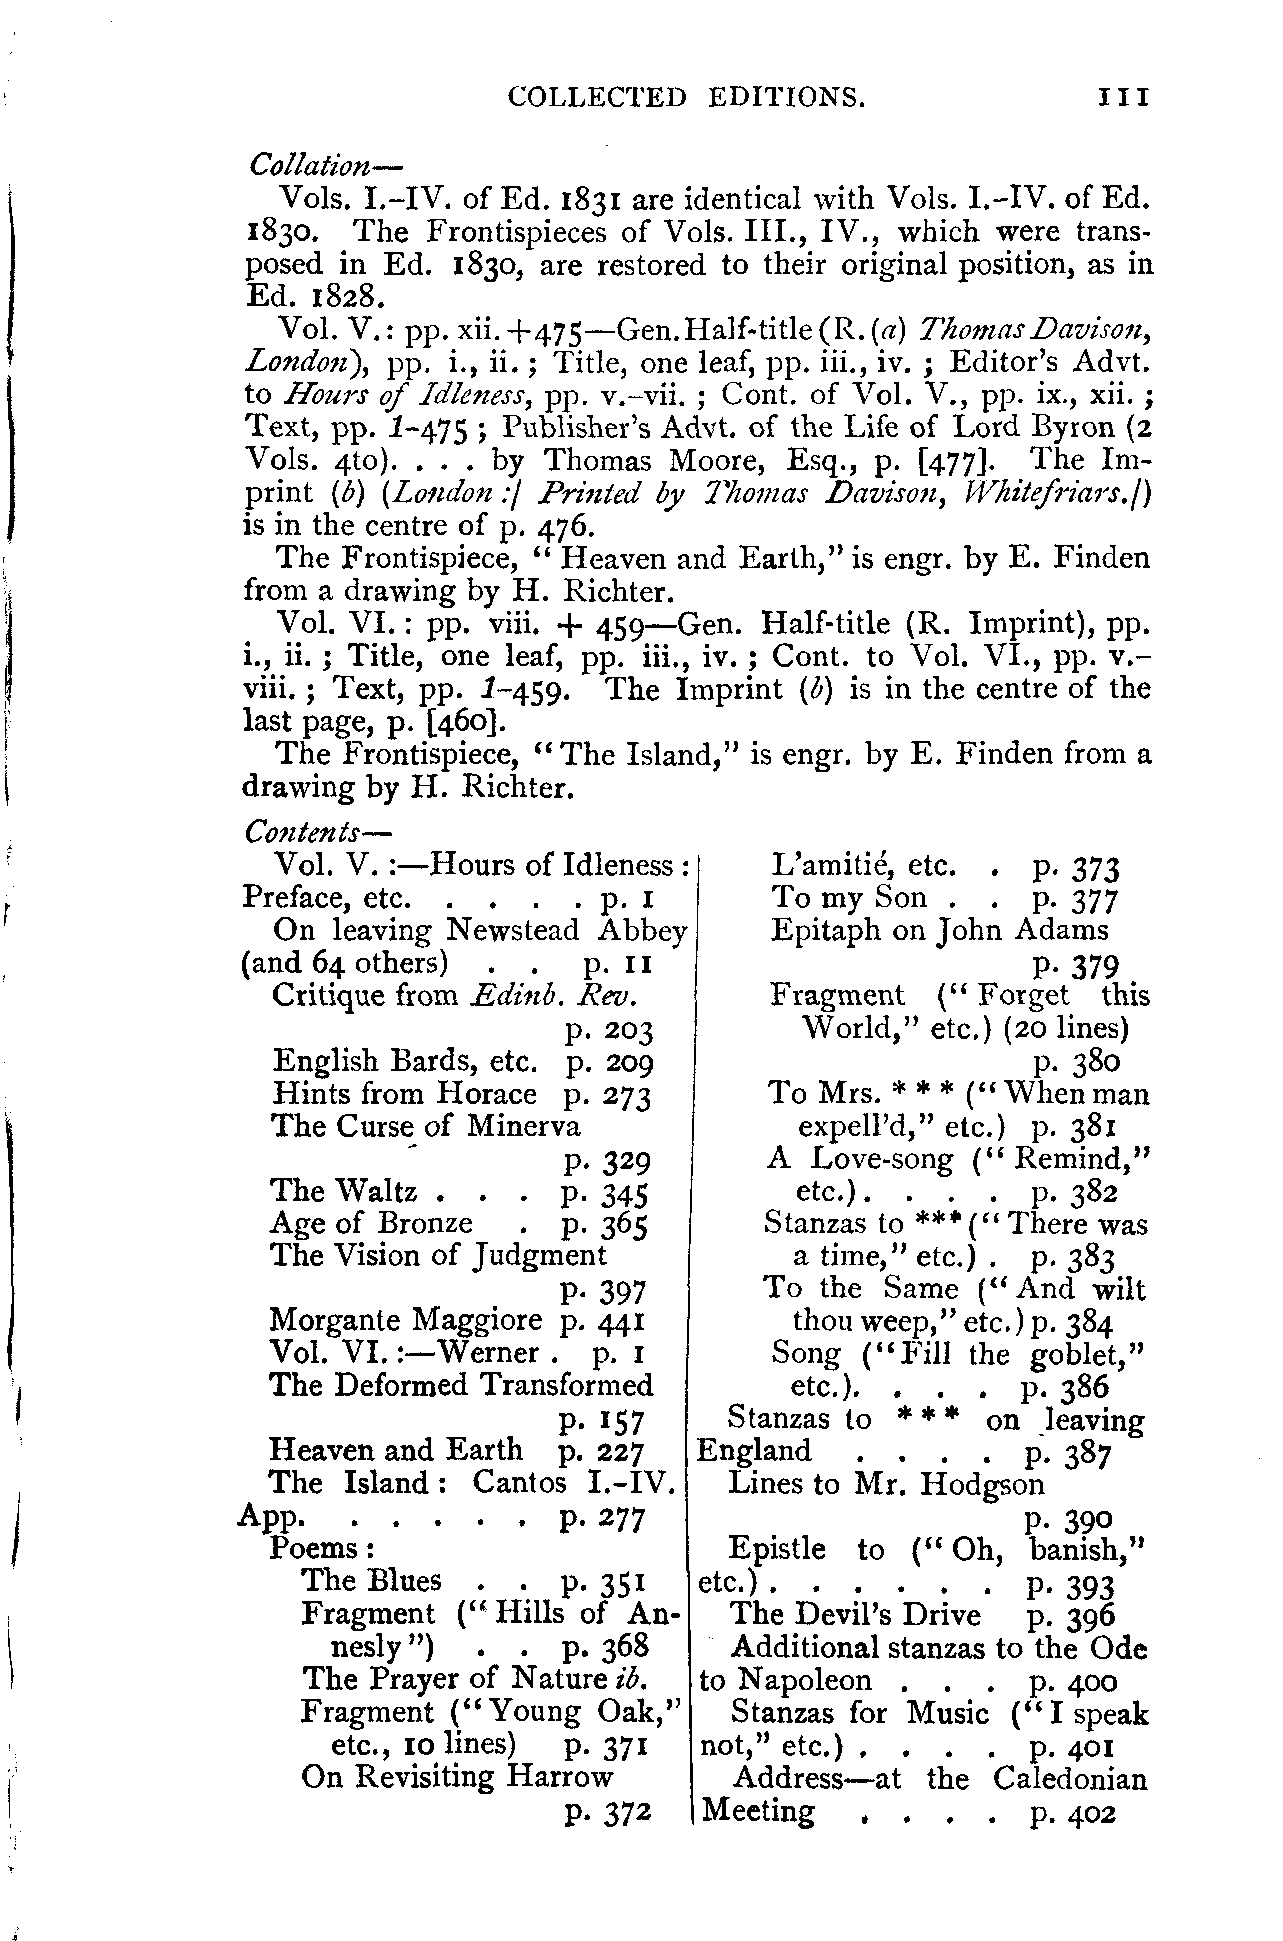 COLLECTED EDITIONS. III
Collation—
Vols. I.–IV. of Ed. 1831 are identical with Vols. I.–IV. of Ed.
1830. The Frontispieces of Vols. III., IV., which were trans-
posed in Ed. 1830, are restored to their original position, as in
Ed. 1828.
Vol. V.: pp. xii. +475—Gen. Half-title (R. (a) Thomas Davison,
London), pp. i., ii. ; Title, one leaf, pp. iii., iv. ; Editor's Advt.
to Hours of Idleness, pp. v.–vii. ; Cont. of Vol. V., pp. ix., xii. ;
Text, pp. 1–475 ; Publisher's Advt. of the Life of Lord Byron (2
Vols. 4to). . . . by Thomas Moore, Esq., p. [477]. The Im-
print (b) (London :/ Printed by Thomas Davison, Whitefriars./)
is in the centre of p. 476.
The Frontispiece, “ Heaven and Earth,” is engr. by E. Finden
from a drawing by H. Richter.
Vol. VI. : pp. viii. + 459—Gen. Half-title (R. Imprint), pp.
i., ii. ; Title, one leaf, pp. iii., iv. ; Cont. to Vol. VI., pp. v.–
viii. ; Text, pp. 1–459. The Imprint (b) is in the centre of the
last page, p. [460].
The Frontispiece, “ The Island,” is engr. by E. Finden from a
drawing by H. Richter.
Contents—
Vol. V. :—Hours of Idleness :
Preface, etc. . . . . p. 1
On leaving Newstead Abbey
(and 64 others) . . p. 11
Critique from Edinb. Rev.
p. 203
English Bards, etc. p. 209
Hints from Horace p. 273
The Curse of Minerva
p. 329
The Waltz . . . p. 345
Age of Bronze . p. 365
The Vision of Judgment
p. 397
Morgante Maggiore p. 441
Vol. VI. :—Werner . p. 1
The Deformed Transformed
p. 157
Heaven and Earth p. 227
The Island : Cantos I.–IV.
App. . . . . . p. 277
Poems :
The Blues . . p. 351
Fragment (“ Hills of An-
nesly ”) . . p. 368
The Prayer of Nature ib.
Fragment (“ Young Oak,”
etc., 10 lines) p. 371
On Revisiting Harrow
p. 372
L'amitié, etc. . p. 373
To my Son . . p. 377
Epitaph on John Adams
p. 379
Fragment (“ Forget this
World,” etc.) (20 lines)
p. 380
To Mrs. * * * (“ When man
expell'd,” etc.) p. 381
A Love-song (“ Remind,”
etc.). . . . . p. 382
Stanzas to *** (“ There was
a time,” etc.) . p. 383
To the Same (“ And wilt
thou weep,” etc.) p. 384
Song (“Fill the goblet,”
etc.). . . . p. 386
Stanzas to * * * on leaving
England . . . . p. 387
Lines to Mr. Hodgson
p. 390
Epistle to (“ Oh, banish,”
etc.) . . . . . . p. 393
The Devil's Drive p. 396
Additional stanzas to the Ode
to Napoleon . . . p. 400
Stanzas for Music (“ I speak
not,” etc.) . . . . p. 401
Address—at the Caledonian
Meeting . . . . p. 402